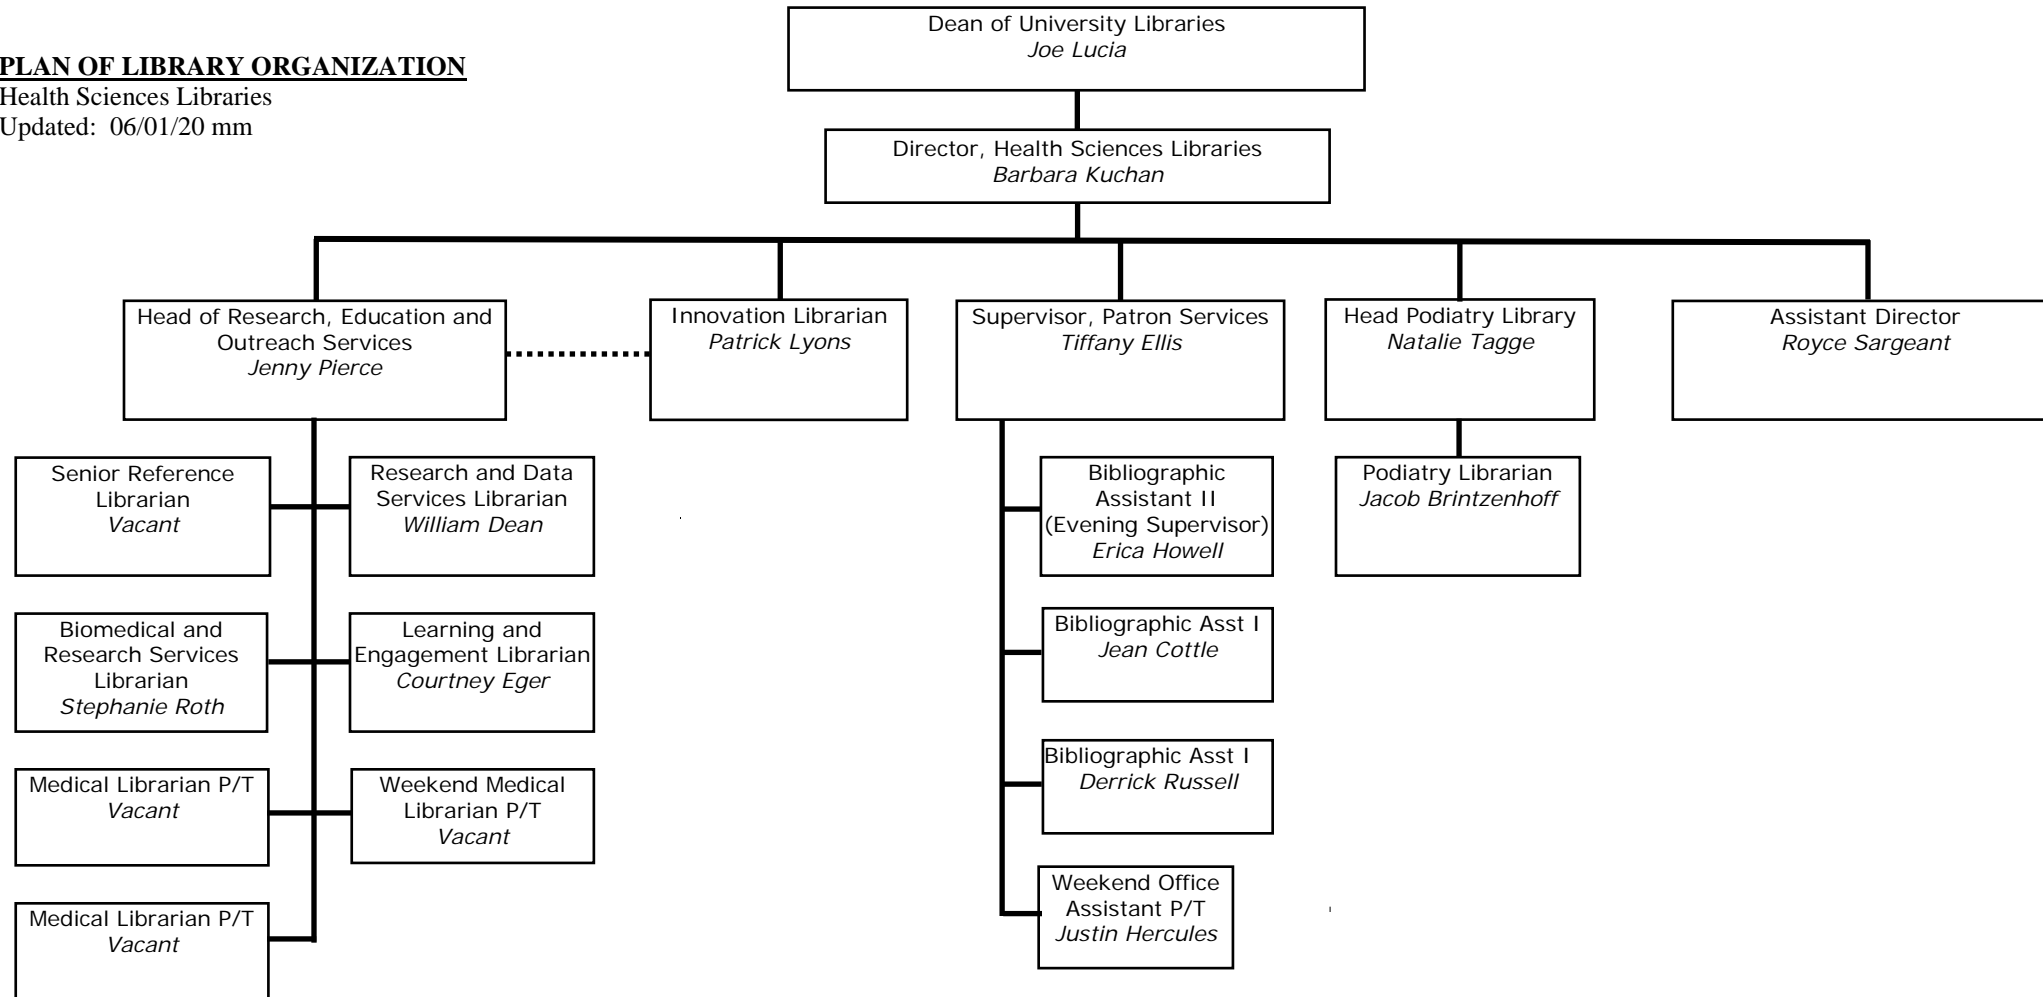 Dean of University Libraries
Joe Lucia
PLAN OF LIBRARY ORGANIZATION
Health Sciences Libraries
Updated:  06/01/20 mm
Director, Health Sciences Libraries
Barbara Kuchan
Head of Research, Education and
Outreach Services
Jenny Pierce
Innovation Librarian
Patrick Lyons
Supervisor, Patron Services
Tiffany Ellis
Head Podiatry Library
Natalie Tagge
Assistant Director
Royce Sargeant
Senior Reference
Librarian
Vacant
Research and Data
Services Librarian
William Dean
Bibliographic
Assistant II
(Evening Supervisor)
Erica Howell
Podiatry Librarian
Jacob Brintzenhoff
Biomedical and
Research Services
Librarian
Stephanie Roth
Learning and
Engagement Librarian
Courtney Eger
Bibliographic Asst I
Jean Cottle
Medical Librarian P/T
Vacant
Weekend Medical
Librarian P/T
Vacant
Bibliographic Asst I
Derrick Russell
Medical Librarian P/T
Vacant
Weekend Office
Assistant P/T
Justin Hercules